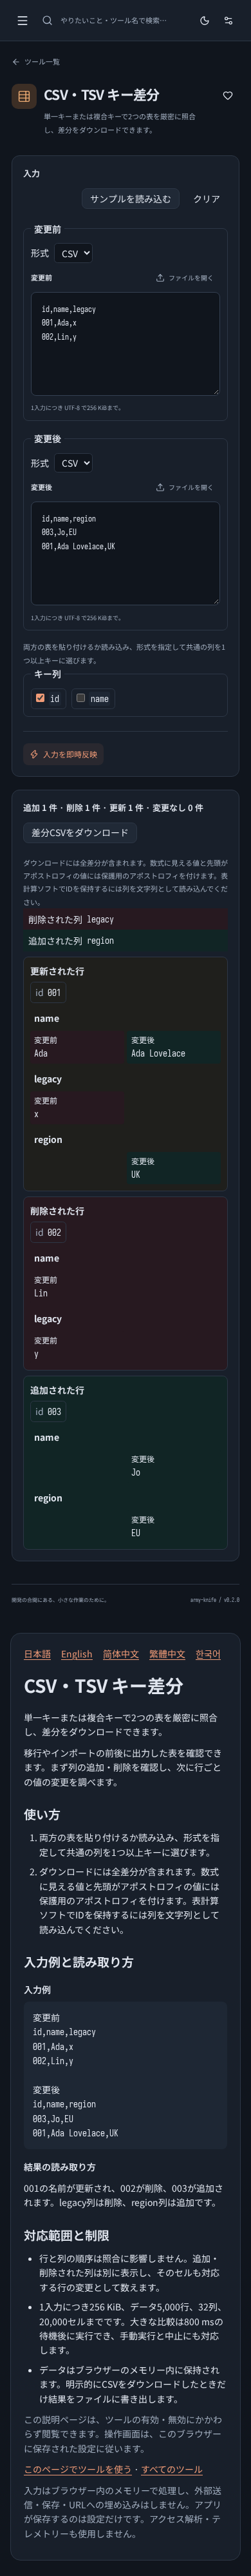 やりたいこと・ツール名で検索…
← ツール一覧
CSV・TSV キー差分
単一キーまたは複合キーで2つの表を厳密に照合
し、差分をダウンロードできます。
入力
サンプルを読み込む
クリア
変更前
形式 CSV
変更前
ファイルを開く
id,name,legacy
001,Ada,x
002,Lin,y
1入力につき UTF-8 で256 KiBまで。
変更後
形式 CSV
変更後
ファイルを開く
id,name,region
003,Jo,EU
001,Ada Lovelace,UK
1入力につき UTF-8 で256 KiBまで。
両方の表を貼り付けるか読み込み、形式を指定して共通の列を1
つ以上キーに選びます。
キー列
id
name
入力を即時反映
追加 1 件・削除 1 件・更新 1 件・変更なし 0 件
差分CSVをダウンロード
ダウンロードには全差分が含まれます。数式に見える値と先頭が
アポストロフィの値には保護用のアポストロフィを付けます。表
計算ソフトでIDを保持するには列を文字列として読み込んでくだ
さい。
削除された列 legacy
追加された列 region
更新された行
id 001
name
変更前
Ada
変更後
Ada Lovelace
legacy
変更前
x
region
変更後
UK
削除された行
id 002
name
変更前
Lin
legacy
変更前
y
追加された行
id 003
name
変更後
Jo
region
変更後
EU
開発の合間にある、小さな作業のために。
army-knife / v0.2.0
日本語 English 简体中文 繁體中文 한국어
CSV・TSV キー差分
単一キーまたは複合キーで2つの表を厳密に照合
し、差分をダウンロードできます。
移行やインポートの前後に出力した表を確認でき
ます。まず列の追加・削除を確認し、次に行ごと
の値の変更を調べます。
使い方
1. 両方の表を貼り付けるか読み込み、形式を指
定して共通の列を1つ以上キーに選びます。
2. ダウンロードには全差分が含まれます。数式
に見える値と先頭がアポストロフィの値には
保護用のアポストロフィを付けます。表計算
ソフトでIDを保持するには列を文字列として
読み込んでください。
入力例と読み取り方
入力例
変更前
id,name,legacy
001,Ada,x
002,Lin,y
変更後
id,name,region
003,Jo,EU
001,Ada Lovelace,UK
結果の読み取り方
001の名前が更新され、002が削除、003が追加さ
れます。legacy列は削除、region列は追加です。
対応範囲と制限
• 行と列の順序は照合に影響しません。追加・
削除された列は別に表示し、そのセルも対応
する行の変更として数えます。
• 1入力につき256 KiB、データ5,000行、32列、
20,000セルまでです。大きな比較は800 msの
待機後に実行でき、手動実行と中止にも対応
します。
• データはブラウザーのメモリー内に保持され
ます。明示的にCSVをダウンロードしたときだ
け結果をファイルに書き出します。
この説明ページは、ツールの有効・無効にかかわ
らず閲覧できます。操作画面は、このブラウザー
に保存された設定に従います。
このページでツールを使う・すべてのツール
入力はブラウザー内のメモリーで処理し、外部送
信・保存・URLへの埋め込みはしません。アプリ
が保存するのは設定だけです。アクセス解析・テ
レメトリーも使用しません。